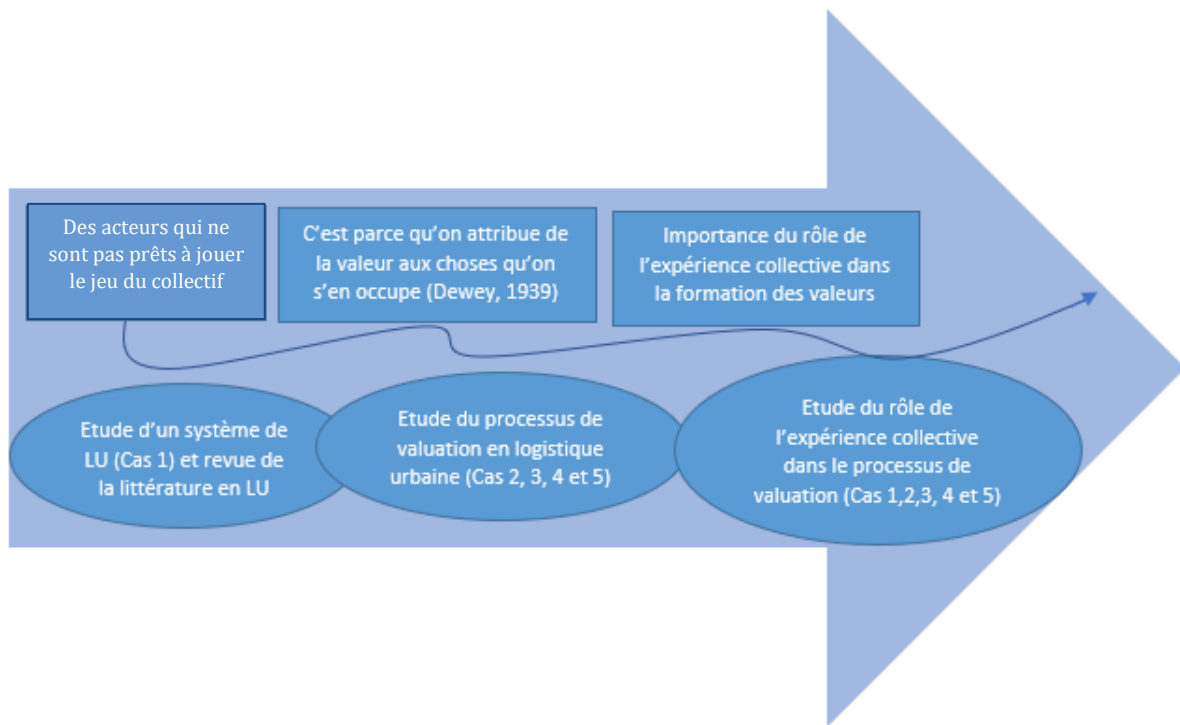 Des acteurs qui ne
sont pas prêts à jouer
le jeu du collectif
C'est parce qu'on attribue de
la valeur aux choses qu'on
s'en occupe (Dewey, 1939)
Importance du rôle de
l'expérience collective dans
la formation des valeurs
Etude d'un système de
LU (Cas 1) et revue de
la littérature en LU
Etude du processus de
valuation en logistique
urbaine (Cas 2, 3, 4 et 5)
Etude du rôle de
l'expérience collective
dans le processus de
valuation (Cas 1,2,3, 4 et 5)